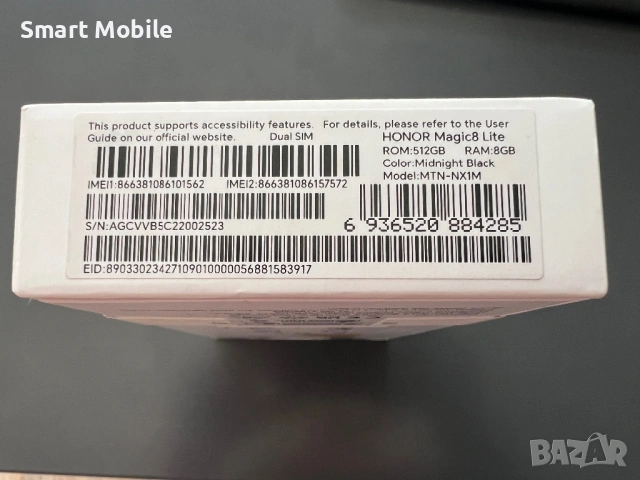 Smart Mobile
This product supports accessibility features. For details, please refer to the User
Guide on our official website. Dual SIM HONOR Magic8 Lite
ROM:512GB RAM:8GB
Color:Midnight Black
Model:MTN-NX1M
IMEI1:866381086101562 IMEI2:866381086157572
S/N:AGCVVB5C22002523
6 936520 884285
EID:89033023427109010000056881583917
BAZAR